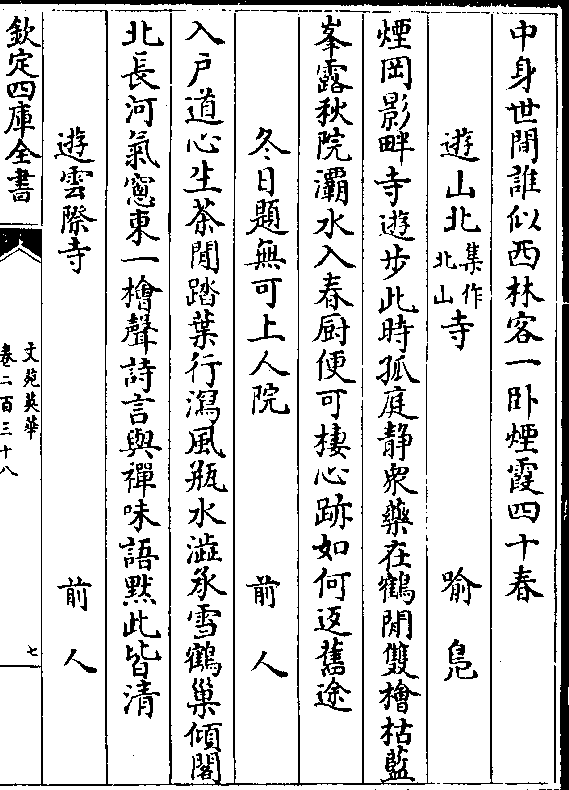 中身世間誰似西林客一卧煙霞四十春
遊山北集作北山寺 喻鳧
煙岡影畔寺遊步此時孤庭静衆藥在鶴閒雙檜枯藍
峯露秋院灞水入春厨便可棲心跡如何返舊途
冬日題無可上人院 前人
入戸道心生茶閒踏葉行瀉風瓶水澁承雪鶴巢傾閣
北長河氣窻東一檜聲詩言與禪味語黙此皆清
遊雲際寺 前人
欽定四庫全書
文苑英華
卷二百三十八
七